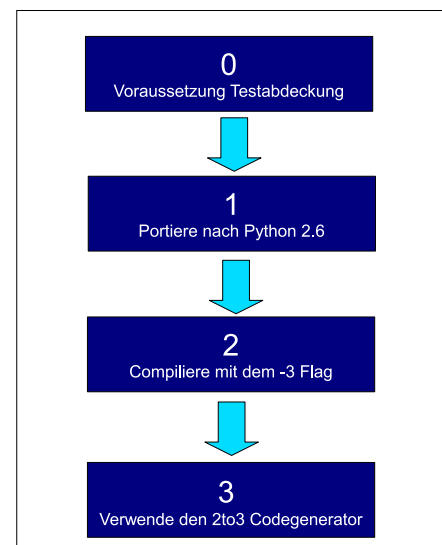 0
Voraussetzung Testabdeckung
1
Portiere nach Python 2.6
2
Compiliere mit dem -3 Flag
3
Verwende den 2to3 Codegenerator